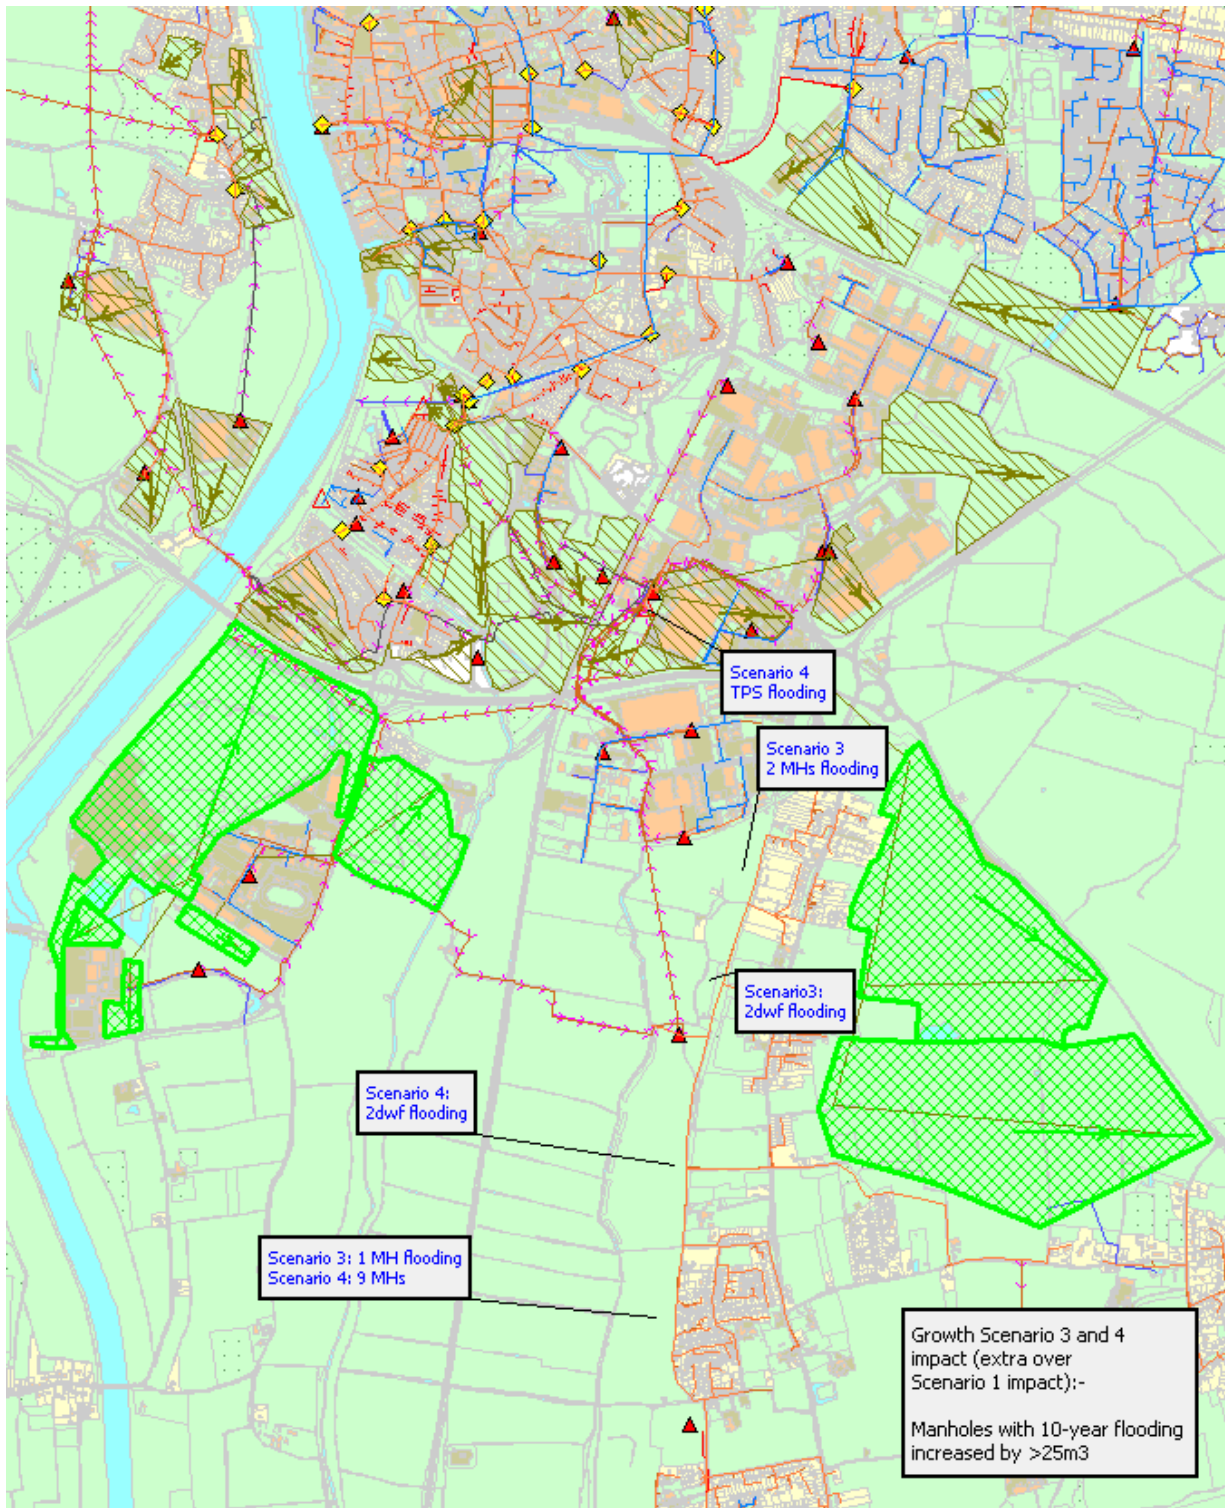 Scenario 4
TPS flooding
Scenario 3
2 MHs flooding
Scenario3:
2dwf flooding
Scenario 4:
2dwf flooding
Scenario 3: 1 MH flooding
Scenario 4: 9 MHs
Growth Scenario 3 and 4
impact (extra over
Scenario 1 impact):-
Manholes with 10-year flooding
increased by >25m3